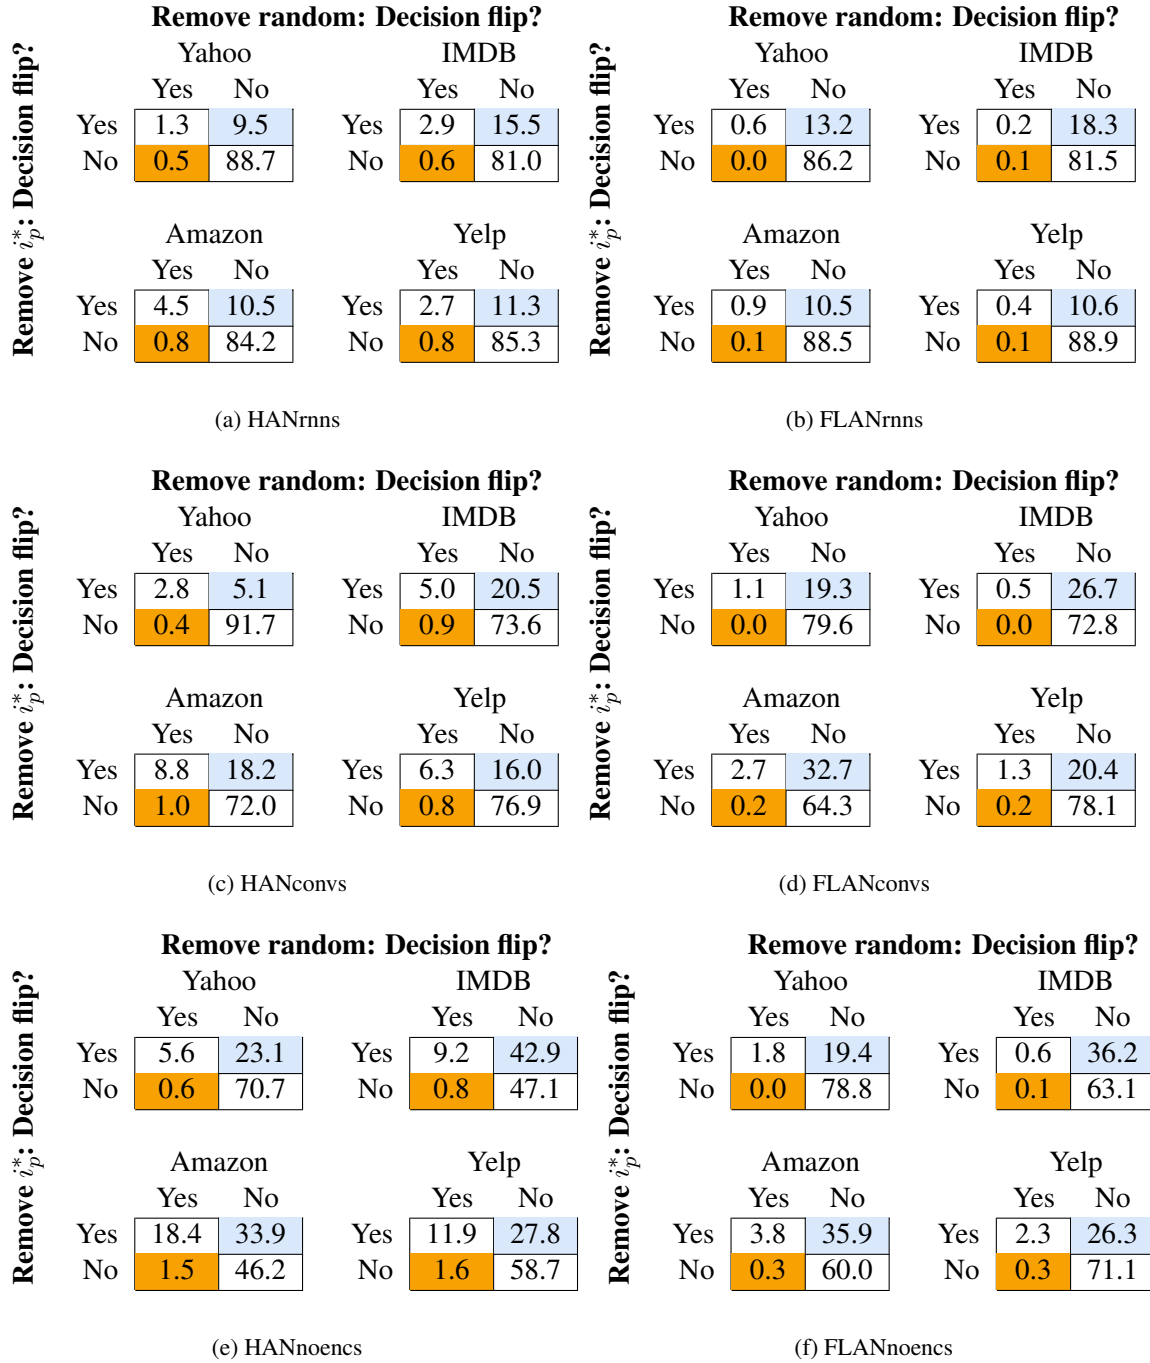 Remove random: Decision flip?
Remove i*p: Decision flip?
Yahoo
Yes No
Yes 1.3 9.5
No 0.5 88.7
IMDB
Yes No
Yes 2.9 15.5
No 0.6 81.0
Amazon
Yes No
Yes 4.5 10.5
No 0.8 84.2
Yelp
Yes No
Yes 2.7 11.3
No 0.8 85.3
(a) HANrnns
Remove random: Decision flip?
Remove i*p: Decision flip?
Yahoo
Yes No
Yes 0.6 13.2
No 0.0 86.2
IMDB
Yes No
Yes 0.2 18.3
No 0.1 81.5
Amazon
Yes No
Yes 0.9 10.5
No 0.1 88.5
Yelp
Yes No
Yes 0.4 10.6
No 0.1 88.9
(b) FLANrnns
Remove random: Decision flip?
Remove i*p: Decision flip?
Yahoo
Yes No
Yes 2.8 5.1
No 0.4 91.7
IMDB
Yes No
Yes 5.0 20.5
No 0.9 73.6
Amazon
Yes No
Yes 8.8 18.2
No 1.0 72.0
Yelp
Yes No
Yes 6.3 16.0
No 0.8 76.9
(c) HANconvs
Remove random: Decision flip?
Remove i*p: Decision flip?
Yahoo
Yes No
Yes 1.1 19.3
No 0.0 79.6
IMDB
Yes No
Yes 0.5 26.7
No 0.0 72.8
Amazon
Yes No
Yes 2.7 32.7
No 0.2 64.3
Yelp
Yes No
Yes 1.3 20.4
No 0.2 78.1
(d) FLANconvs
Remove random: Decision flip?
Remove i*p: Decision flip?
Yahoo
Yes No
Yes 5.6 23.1
No 0.6 70.7
IMDB
Yes No
Yes 9.2 42.9
No 0.8 47.1
Amazon
Yes No
Yes 18.4 33.9
No 1.5 46.2
Yelp
Yes No
Yes 11.9 27.8
No 1.6 58.7
(e) HANnoencs
Remove random: Decision flip?
Remove i*p: Decision flip?
Yahoo
Yes No
Yes 1.8 19.4
No 0.0 78.8
IMDB
Yes No
Yes 0.6 36.2
No 0.1 63.1
Amazon
Yes No
Yes 3.8 35.9
No 0.3 60.0
Yelp
Yes No
Yes 2.3 26.3
No 0.3 71.1
(f) FLANnoencs